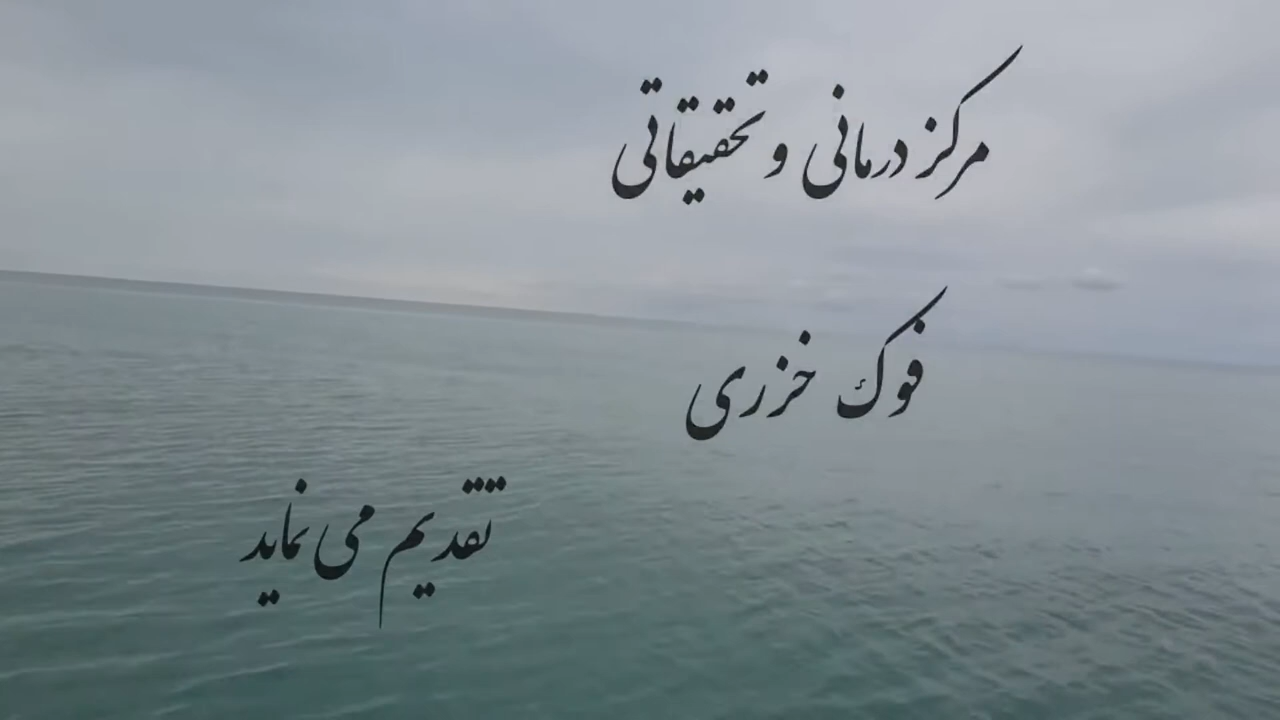 مرکز درمانی و تحقیقاتی
فوک خزری
تقدیم می نماید